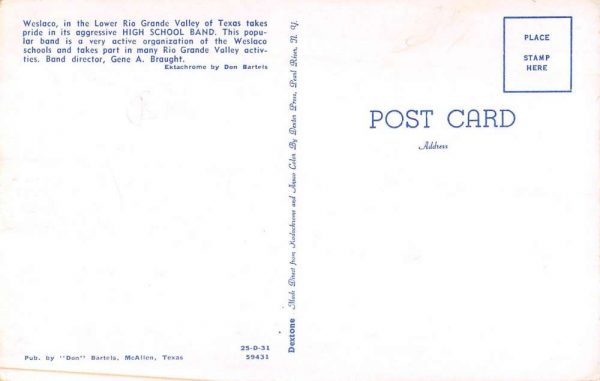 Weslaco, in the Lower Rio Grande Valley of Texas takes
pride in its aggressive HIGH SCHOOL BAND. This popu-
lar band is a very active organization of the Weslaco
schools and takes part in many Rio Grande Valley activ-
ties. Band director, Gene A. Braught.
Ektachrome by Don Bartels
25-D-31
59431
Pub. by "Don" Bartels, McAllen, Texas
Dextone Made Direct from Kodachrome and Ansco Color By Dexter Press, Pearl River, N. Y.
PLACE
STAMP
HERE
POST CARD
Address